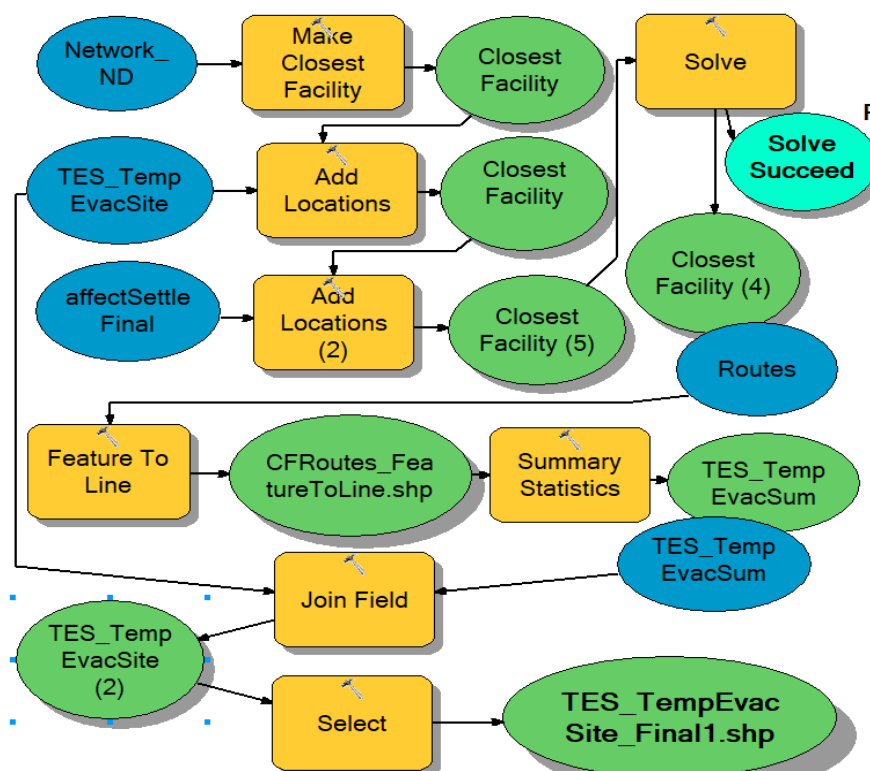 Network_
ND
Make
Closest
Facility
Closest
Facility
Solve
P
Solve
Succeed
TES_Temp
EvacSite
Add
Locations
Closest
Facility
affectSettle
Final
Add
Locations
(2)
Closest
Facility (5)
Closest
Facility (4)
Routes
Feature To
Line
CFRoutes_Fea
tureToLine.shp
Summary
Statistics
TES_Temp
EvacSum
TES_Temp
EvacSum
Join Field
TES_Temp
EvacSite
(2)
Select
TES_TempEvac
Site_Final1.shp